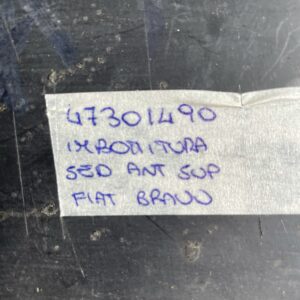 47301490
IMBOTTITURA
SED ANT SUP
FIAT BRAVO